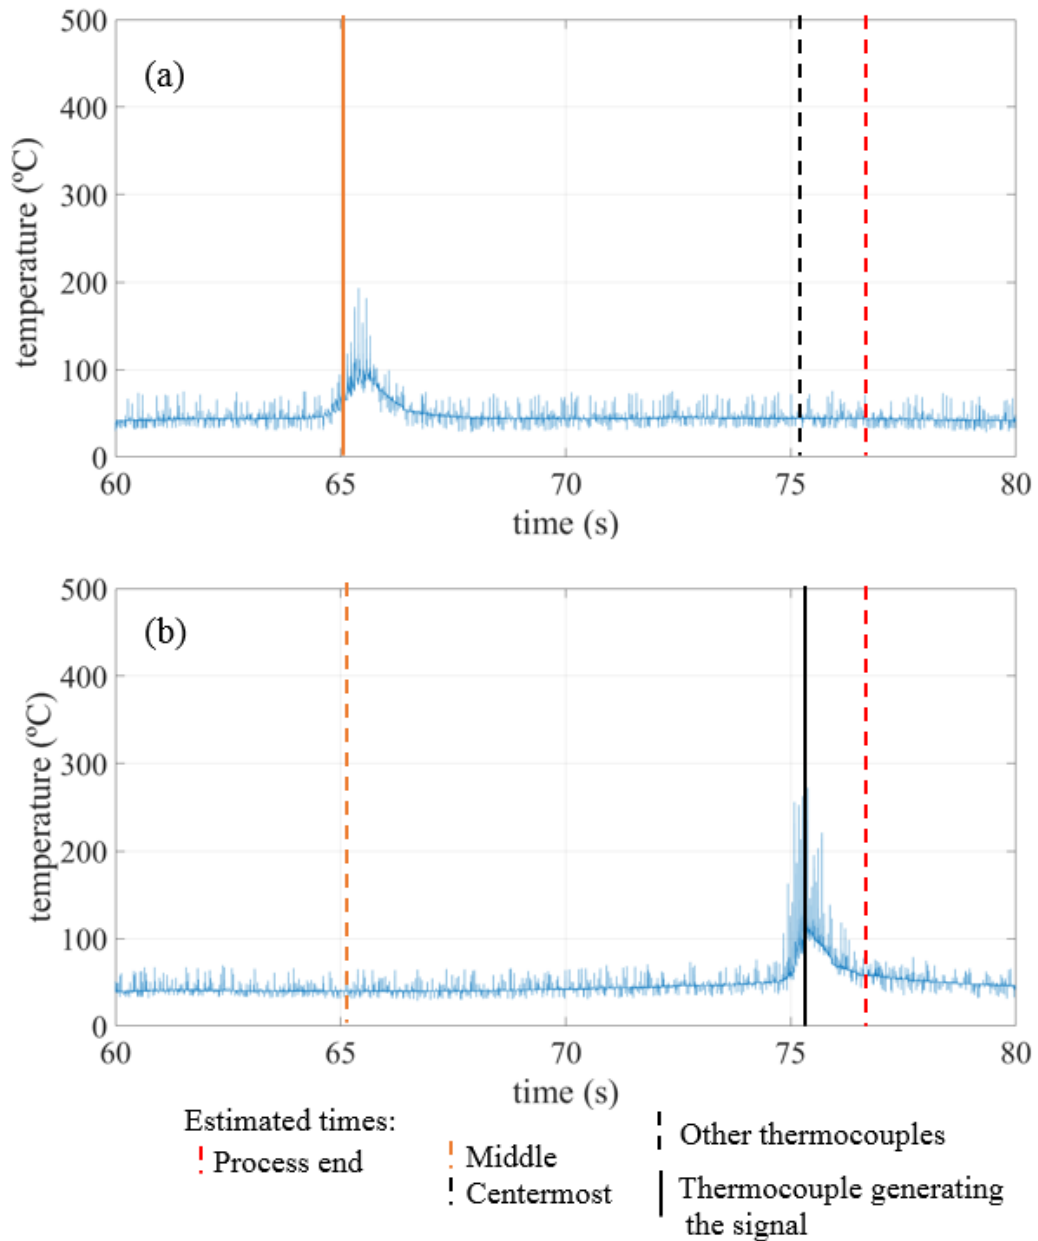 500
(a)
400
300
200
100
0
temperature (ºC)
60 65 70 75 80
time (s)
500
(b)
400
300
200
100
0
temperature (ºC)
60 65 70 75 80
time (s)
Estimated times:
Process end
Middle
Centermost
Other thermocouples
Thermocouple generating
the signal